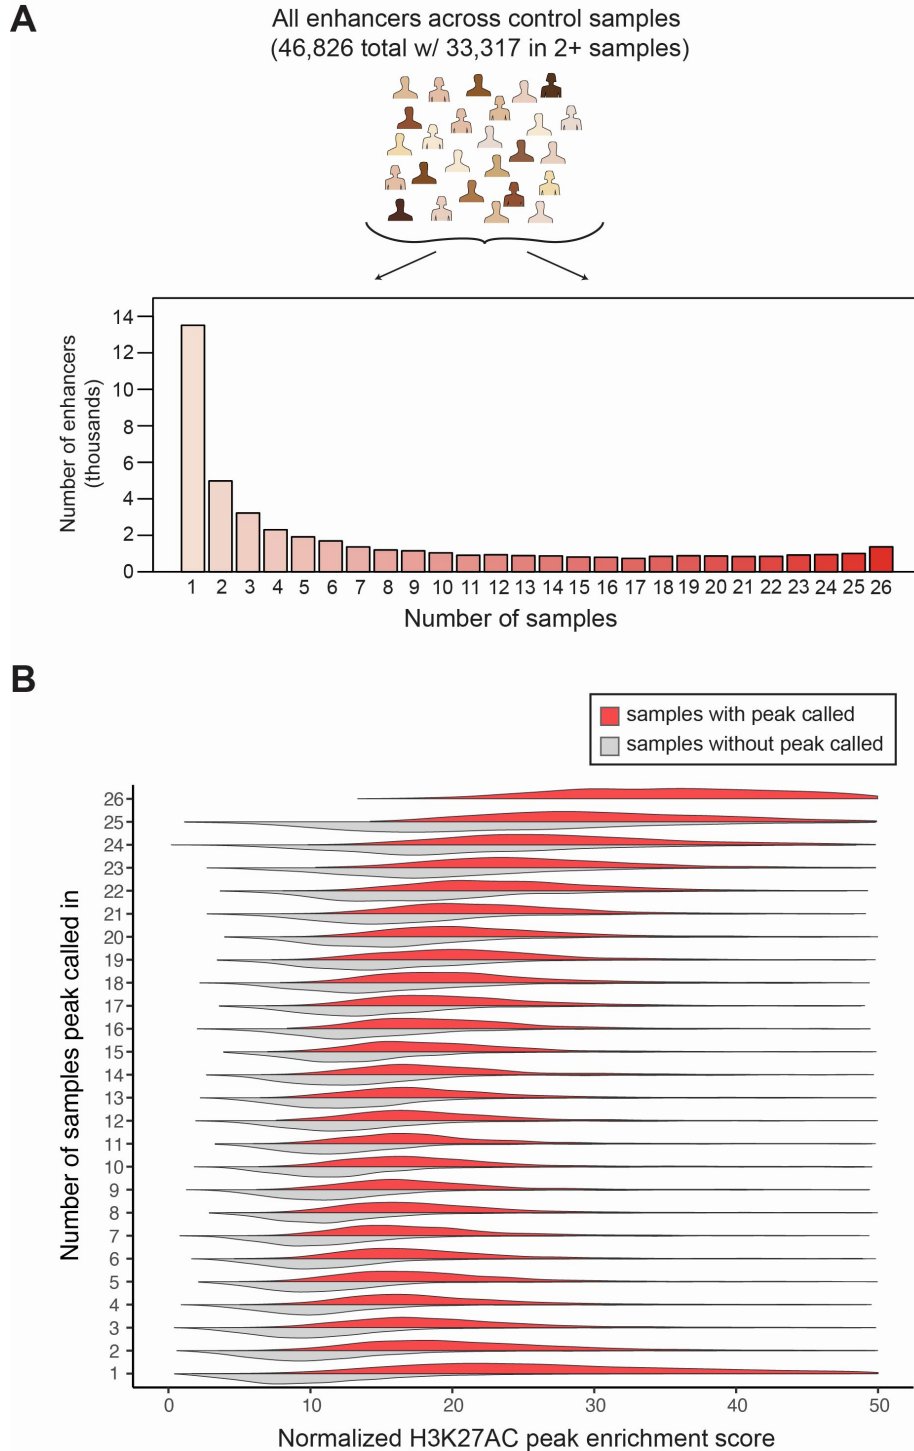 A
All enhancers across control samples
(46,826 total w/ 33,317 in 2+ samples)
Number of enhancers
(thousands)
14
12
10
8
6
4
2
0
1 2 3 4 5 6 7 8 9 10 11 12 13 14 15 16 17 18 19 20 21 22 23 24 25 26
Number of samples
B
samples with peak called
samples without peak called
Number of samples peak called in
26
25
24
23
22
21
20
19
18
17
16
15
14
13
12
11
10
9
8
7
6
5
4
3
2
1
0 10 20 30 40 50
Normalized H3K27AC peak enrichment score